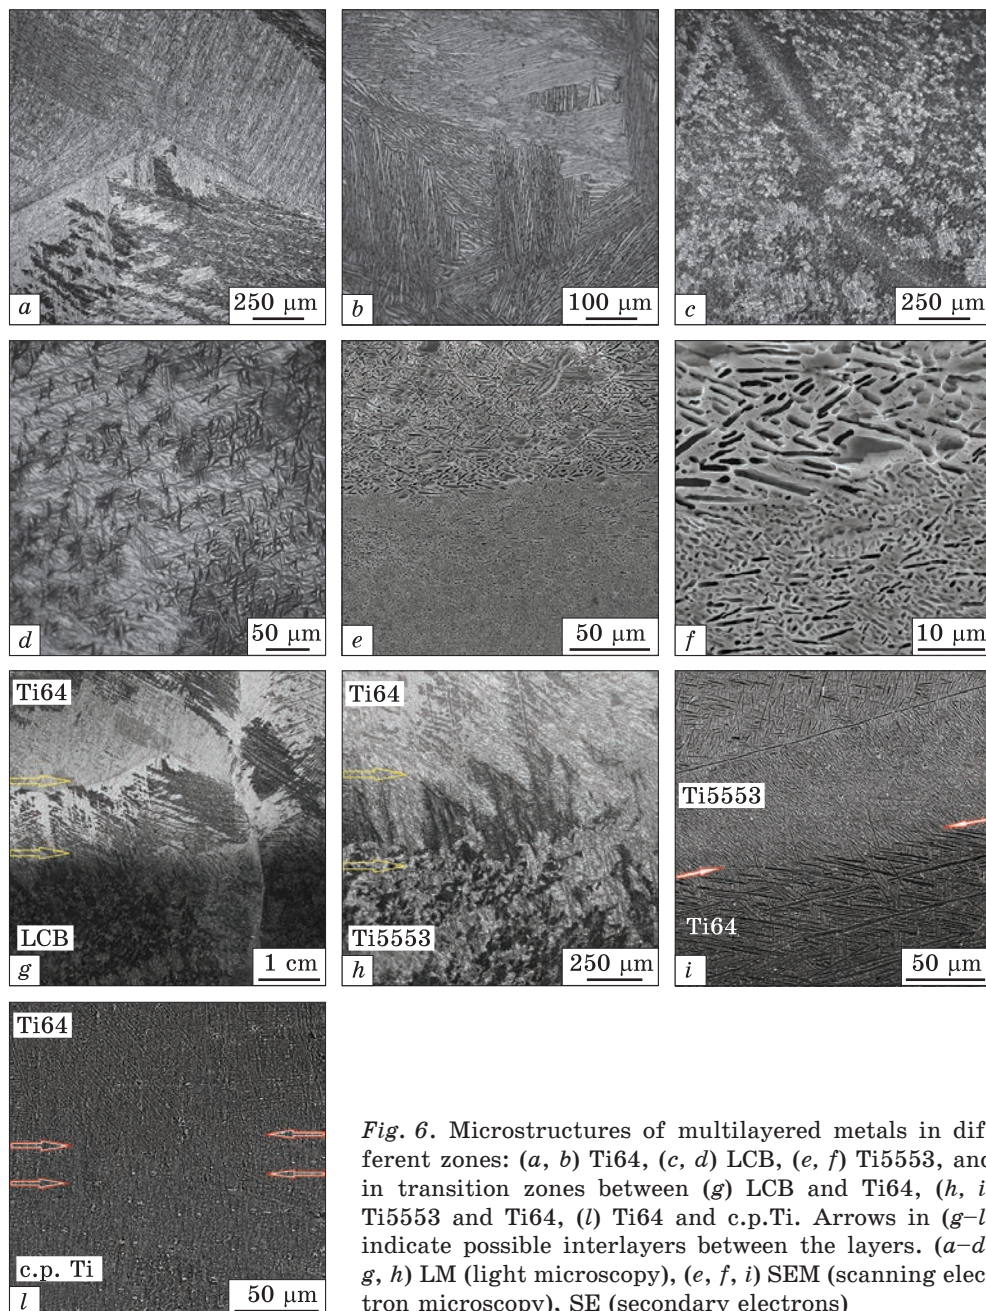 a
250 μm
b
100 μm
c
250 μm
d
50 μm
e
50 μm
f
10 μm
Ti64
LCB
g
1 cm
Ti64
Ti5553
h
250 μm
Ti5553
Ti64
i
50 μm
Ti64
c.p. Ti
l
50 μm
Fig. 6. Microstructures of multilayered metals in dif-
ferent zones: (a, b) Ti64, (c, d) LCB, (e, f) Ti5553, and
in transition zones between (g) LCB and Ti64, (h, i
Ti5553 and Ti64, (l) Ti64 and c.p.Ti. Arrows in (g–l
indicate possible interlayers between the layers. (a–d
g, h) LM (light microscopy), (e, f, i) SEM (scanning elec
tron microscopy), SE (secondary electrons)